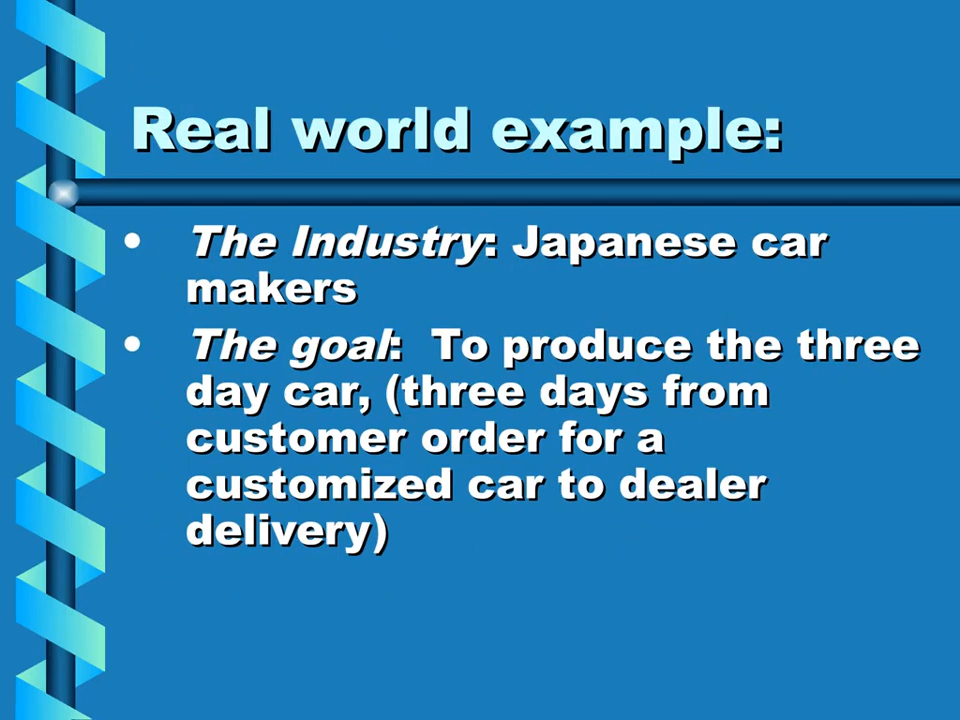 Real world example:
• The Industry: Japanese car
makers
• The goal:  To produce the three
day car, (three days from
customer order for a
customized car to dealer
delivery)